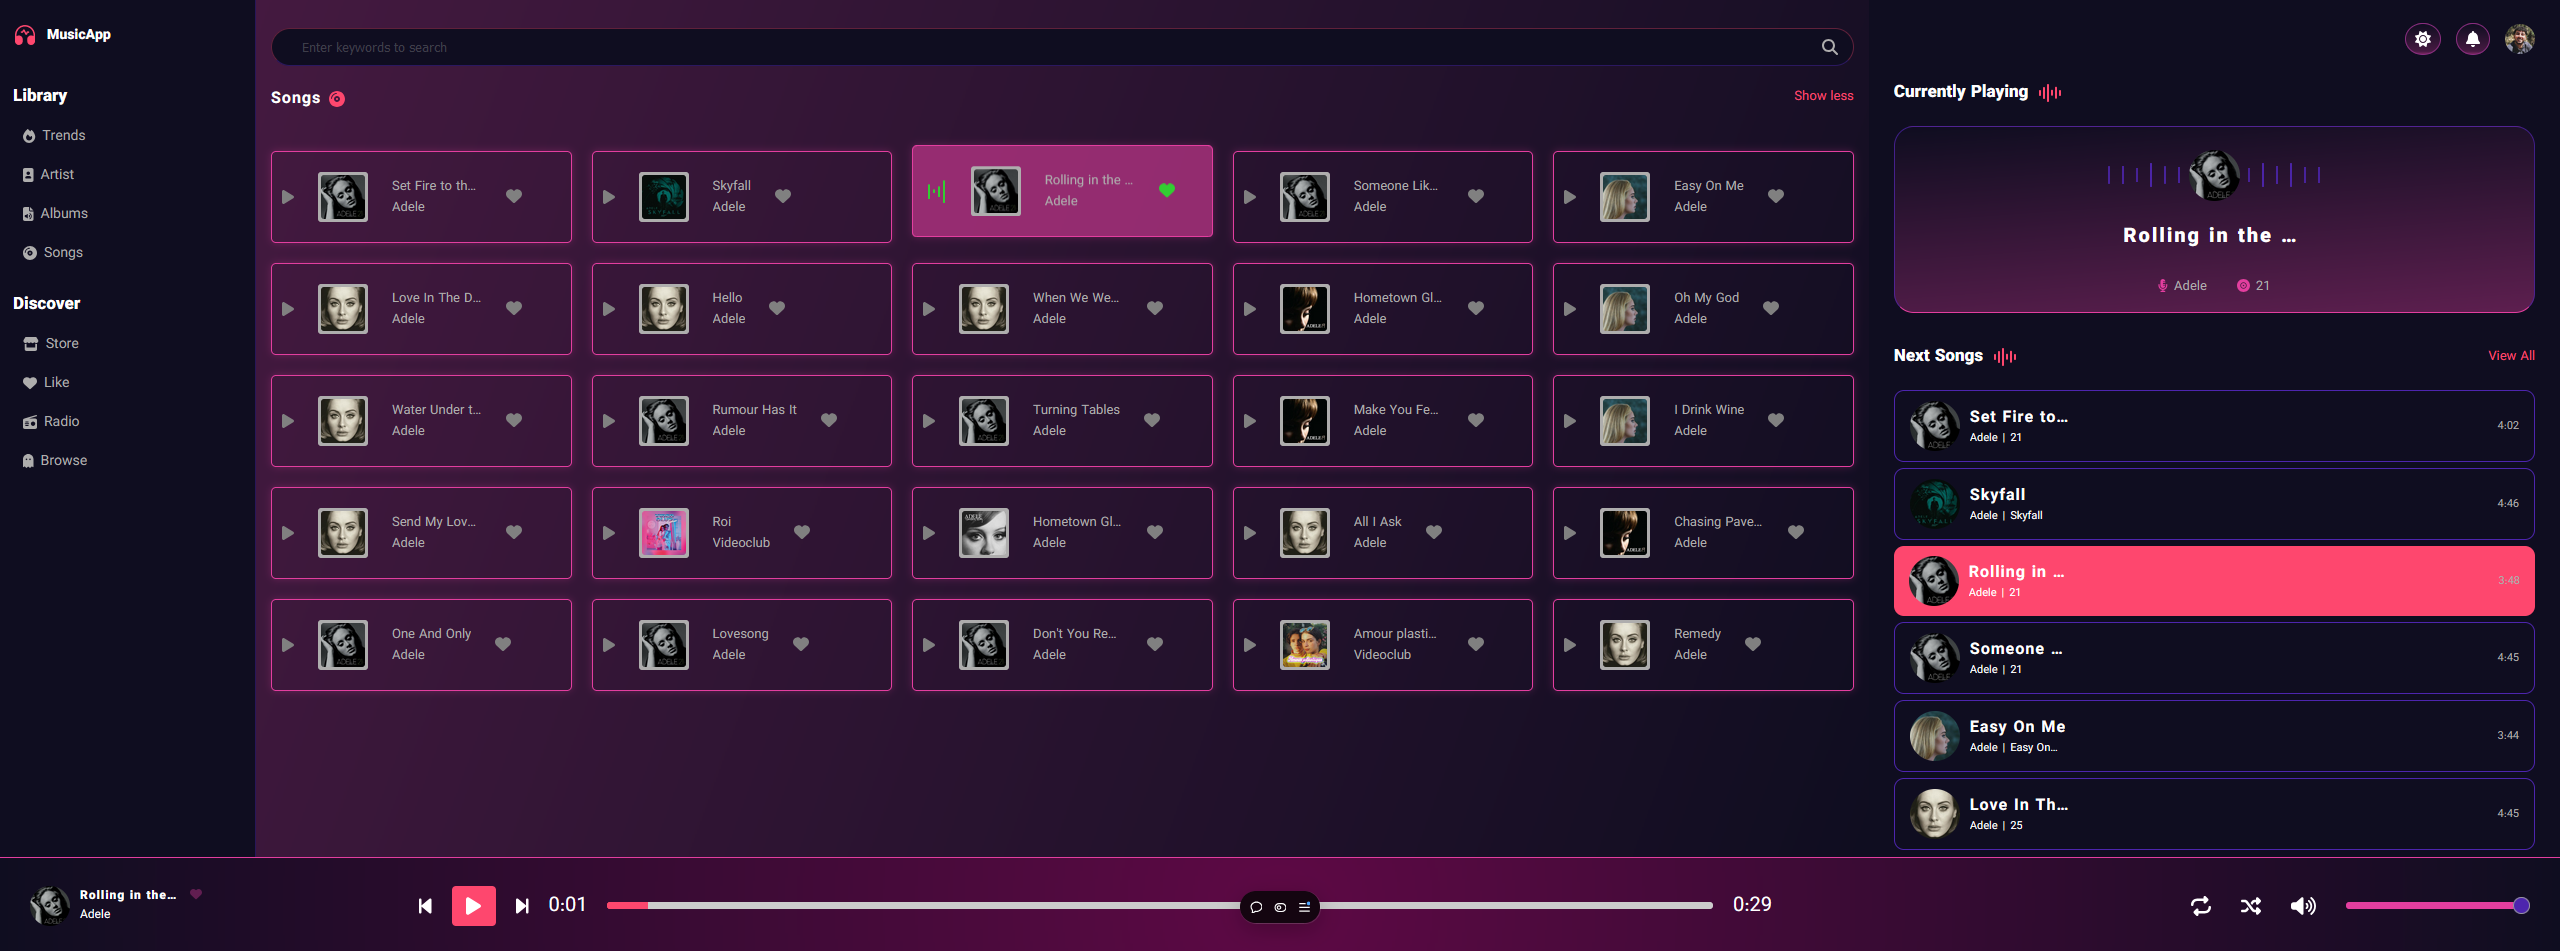 MusicApp
Library
Trends
Artist
Albums
Songs
Discover
Store
Like
Radio
Browse
Enter keywords to search
Songs
Show less
Set Fire to th...
Adele
Skyfall
Adele
Rolling in the ...
Adele
Someone Lik...
Adele
Easy On Me
Adele
Love In The D...
Adele
Hello
Adele
When We We...
Adele
Hometown Gl...
Adele
Oh My God
Adele
Water Under t...
Adele
Rumour Has It
Adele
Turning Tables
Adele
Make You Fe...
Adele
I Drink Wine
Adele
Send My Lov...
Adele
Roi
Videoclub
Hometown Gl...
Adele
All I Ask
Adele
Chasing Pave...
Adele
One And Only
Adele
Lovesong
Adele
Don't You Re...
Adele
Amour plasti...
Videoclub
Remedy
Adele
Currently Playing
Rolling in the ...
Adele
21
Next Songs
View All
Set Fire to...
Adele | 21
4:02
Skyfall
Adele | Skyfall
4:46
Rolling in ...
Adele | 21
3:48
Someone ...
Adele | 21
4:45
Easy On Me
Adele | Easy On...
3:44
Love In Th...
Adele | 25
4:45
Rolling in the...
Adele
0:01
0:29